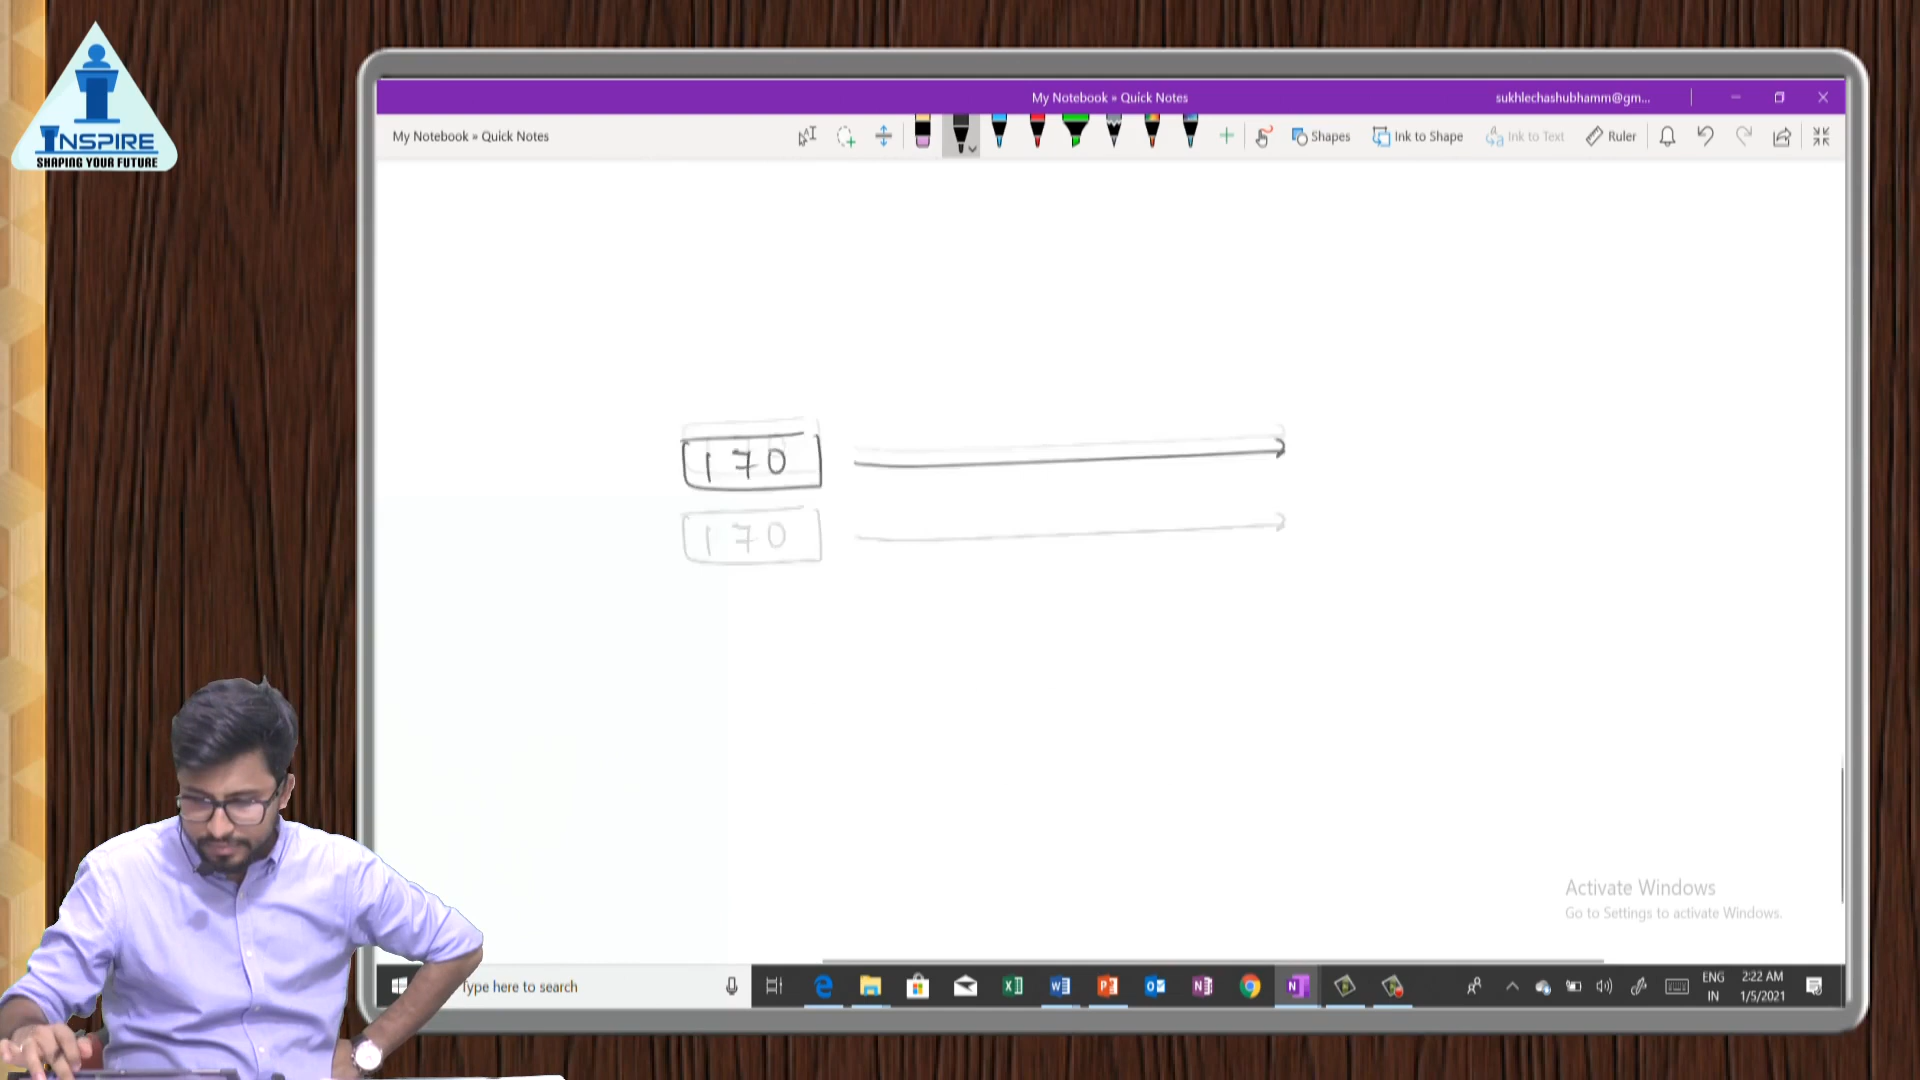 INSPIRE
SHAPING YOUR FUTURE
My Notebook » Quick Notes
sukhlechashubhamm@gm...
My Notebook » Quick Notes
Shapes
Ink to Shape
Ink to Text
Ruler
170
170
Activate Windows
Go to Settings to activate Windows.
Type here to search
ENG
IN
2:22 AM
1/5/2021